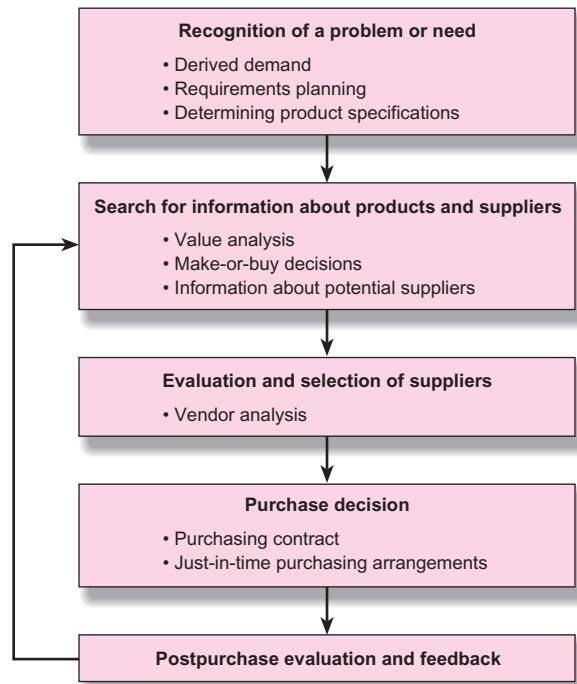 Recognition of a problem or need
• Derived demand
• Requirements planning
• Determining product specifications
Search for information about products and suppliers
• Value analysis
• Make-or-buy decisions
• Information about potential suppliers
Evaluation and selection of suppliers
• Vendor analysis
Purchase decision
• Purchasing contract
• Just-in-time purchasing arrangements
Postpurchase evaluation and feedback